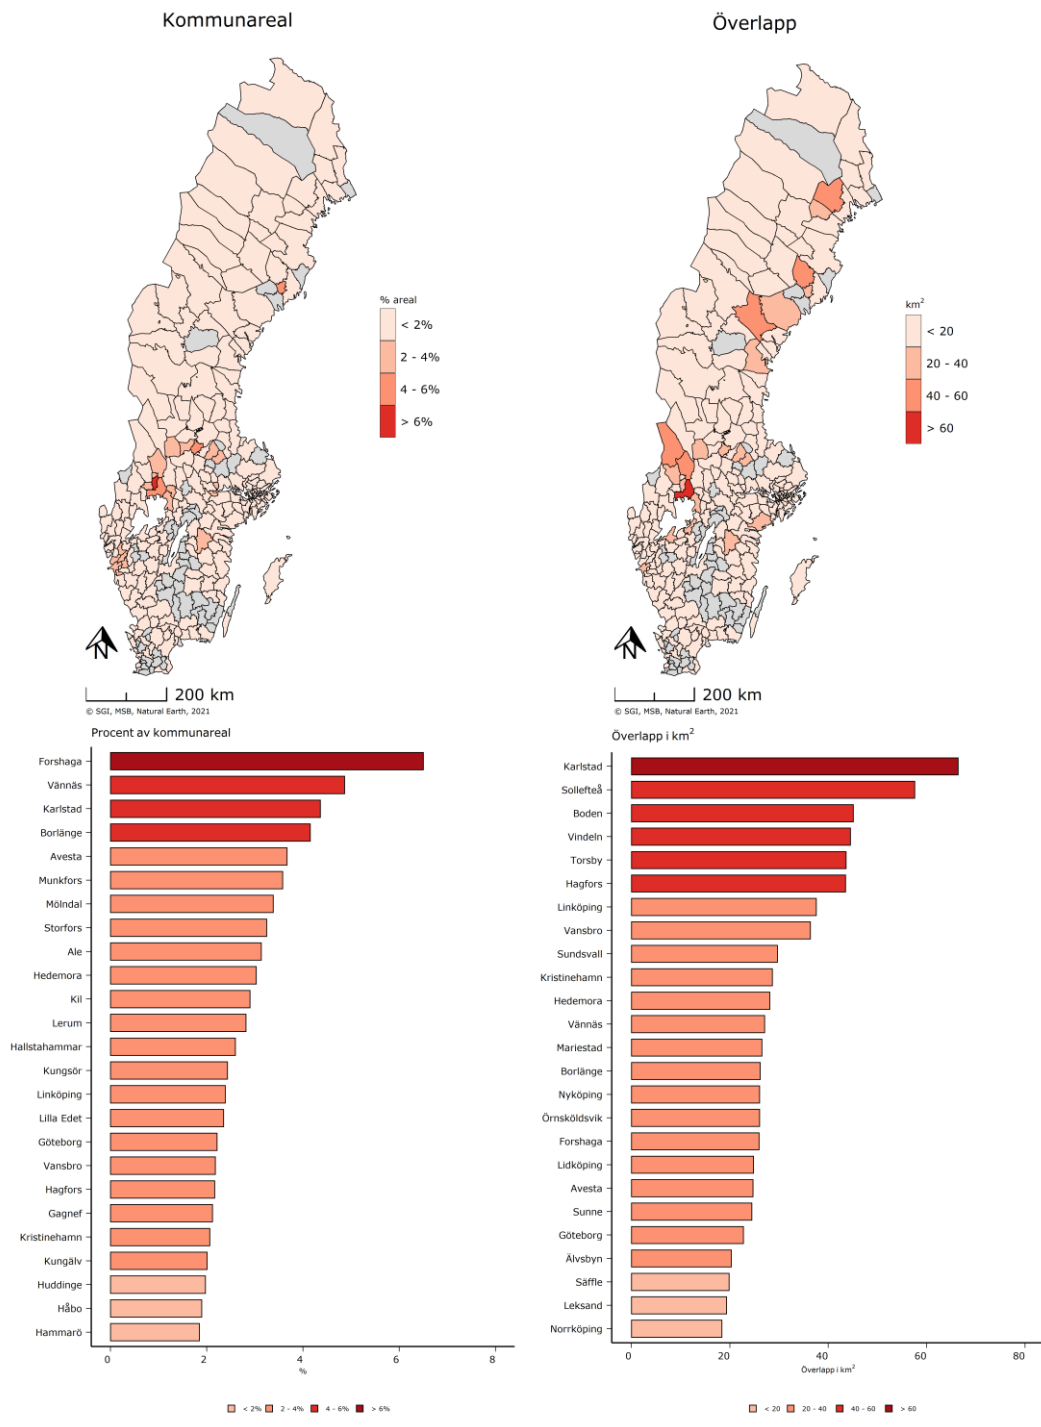 Kommunareal
Överlapp
% areal
< 2%
2 - 4%
4 - 6%
> 6%
km²
< 20
20 - 40
40 - 60
> 60
N
200 km
© SGI, MSB, Natural Earth, 2021
N
200 km
© SGI, MSB, Natural Earth, 2021
Procent av kommunareal
Forshaga
Vännäs
Karlstad
Borlänge
Avesta
Munkfors
Mölndal
Storfors
Ale
Hedemora
Kil
Lerum
Hallstahammar
Kungsör
Linköping
Lilla Edet
Göteborg
Vansbro
Hagfors
Gagnef
Kristinehamn
Kungälv
Huddinge
Håbo
Hammarö
0 2 4 6 8
%
< 2% 2 - 4% 4 - 6% > 6%
Överlapp i km²
Karlstad
Sollefteå
Boden
Vindeln
Torsby
Hagfors
Linköping
Vansbro
Sundsvall
Kristinehamn
Hedemora
Vännäs
Mariestad
Borlänge
Nyköping
Örnsköldsvik
Forshaga
Lidköping
Avesta
Sunne
Göteborg
Älvsbyn
Säffle
Leksand
Norrköping
0 20 40 60 80
Överlapp i km²
< 20 20 - 40 40 - 60 > 60